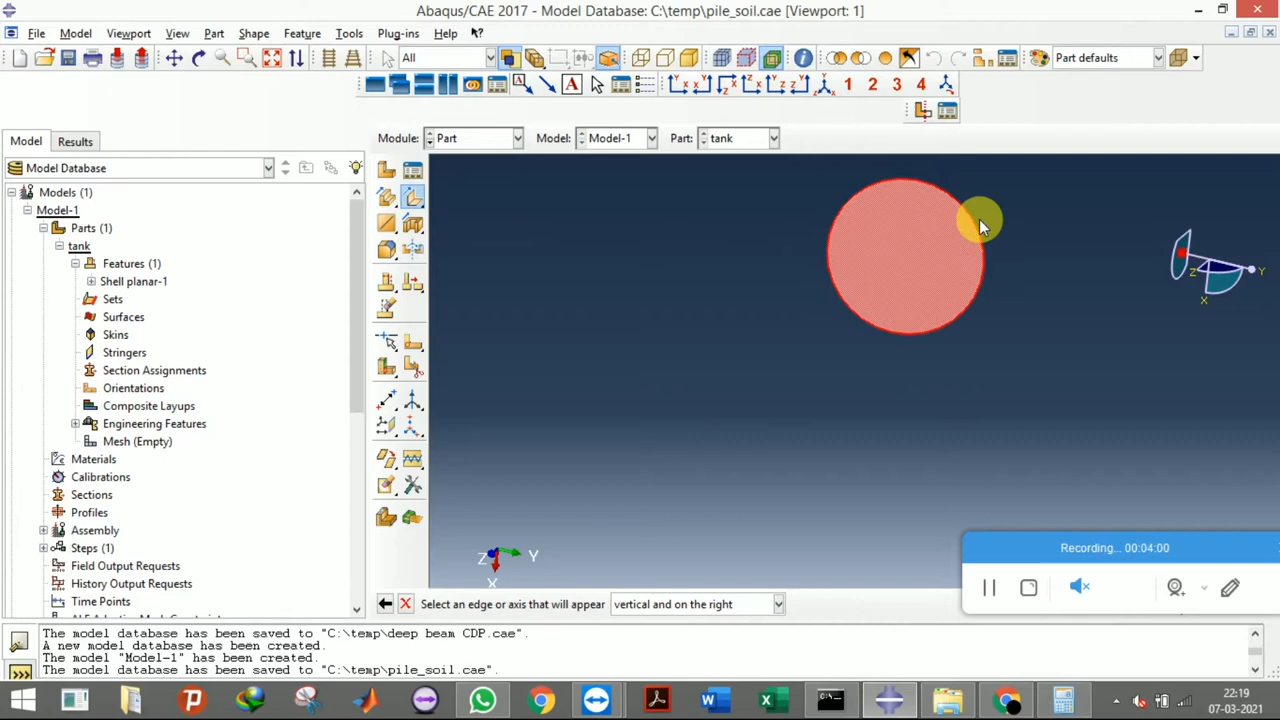 Abaqus/CAE 2017 - Model Database: C:\temp\pile_soil.cae [Viewport: 1]
File Model Viewport View Part Shape Feature Tools Plug-ins Help
All Part defaults
1 2 3 4
Model Results Module: Part Model: Model-1 Part: tank
Model Database
Models (1)
Model-1
Parts (1)
tank
Features (1)
Shell planar-1
Sets
Surfaces
Skins
Stringers
Section Assignments
Orientations
Composite Layups
Engineering Features
Mesh (Empty)
Materials
Calibrations
Sections
Profiles
Assembly
Steps (1)
Field Output Requests
History Output Requests
Time Points
Z Y
X
Z Y
X
Recording... 00:04:00
Select an edge or axis that will appear vertical and on the right
The model database has been saved to "C:\temp\deep beam CDP.cae".
A new model database has been created.
The model "Model-1" has been created.
The model database has been saved to "C:\temp\pile_soil.cae".
22:19
07-03-2021